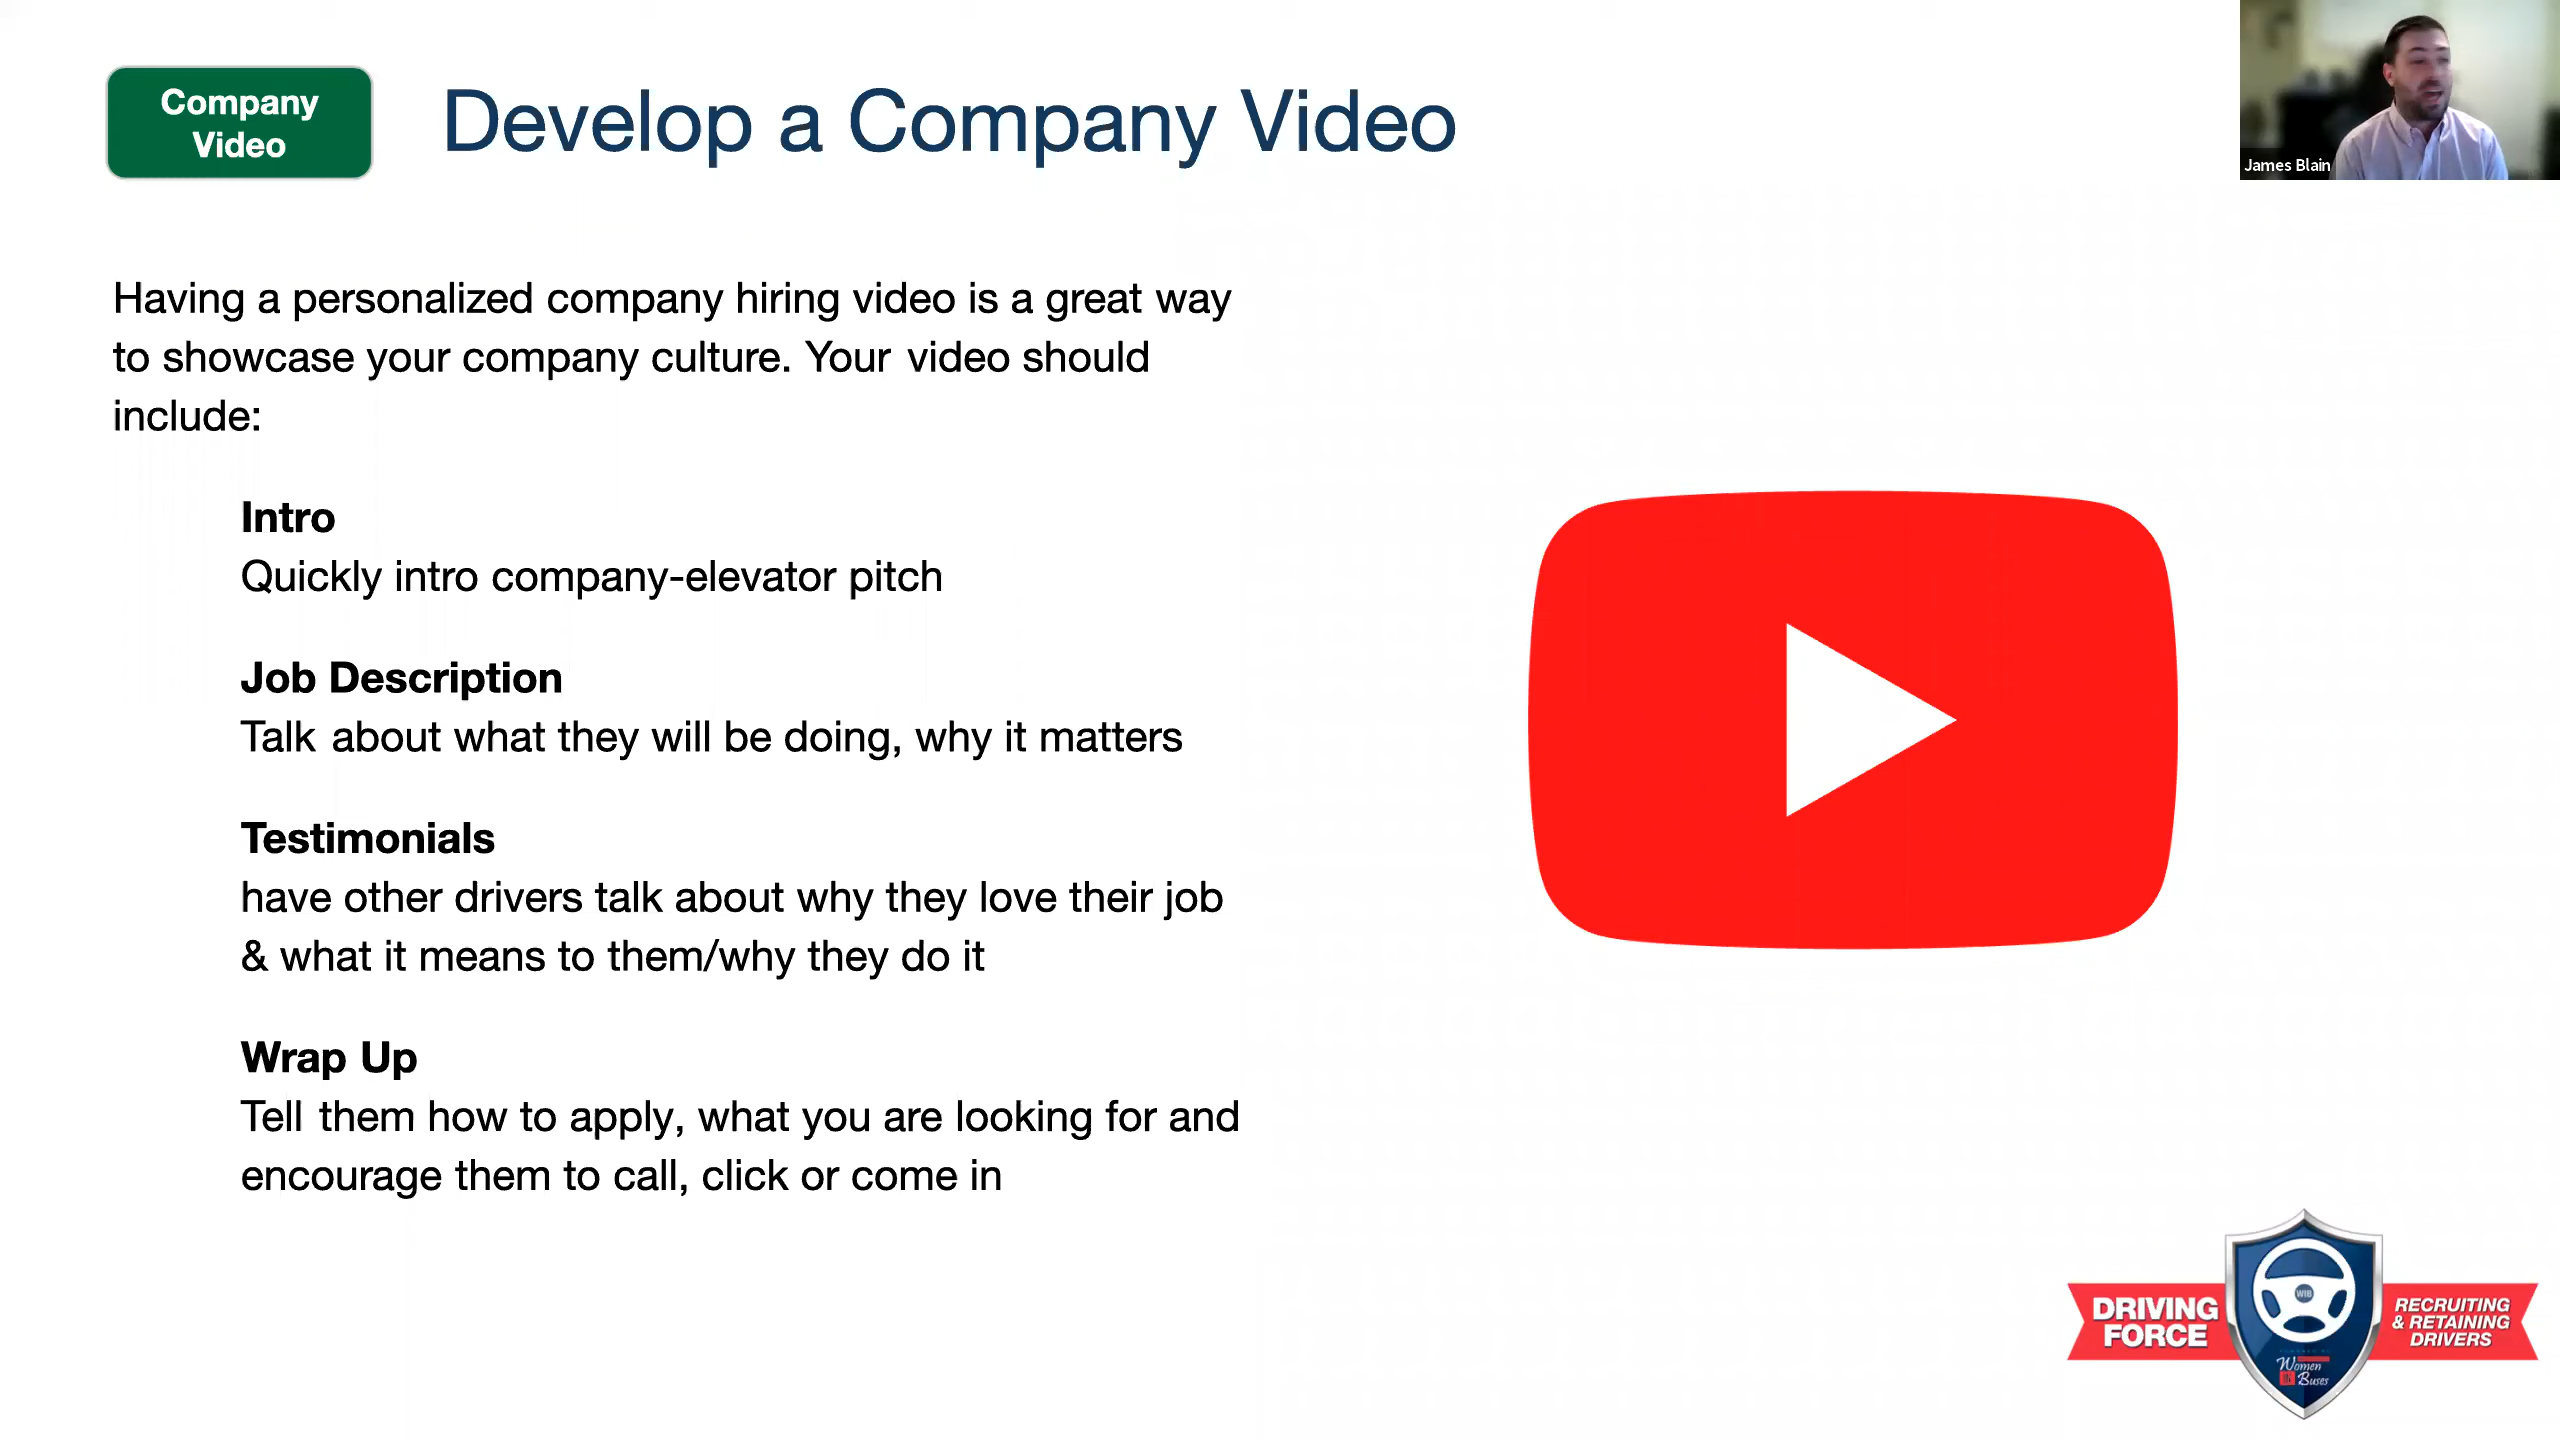 Company
Video
Develop a Company Video
James Blain
Having a personalized company hiring video is a great way
to showcase your company culture. Your video should
include:
Intro
Quickly intro company-elevator pitch
Job Description
Talk about what they will be doing, why it matters
Testimonials
have other drivers talk about why they love their job
& what it means to them/why they do it
Wrap Up
Tell them how to apply, what you are looking for and
encourage them to call, click or come in
DRIVING
FORCE
WIB
Women
IN
Buses
RECRUITING
& RETAINING
DRIVERS